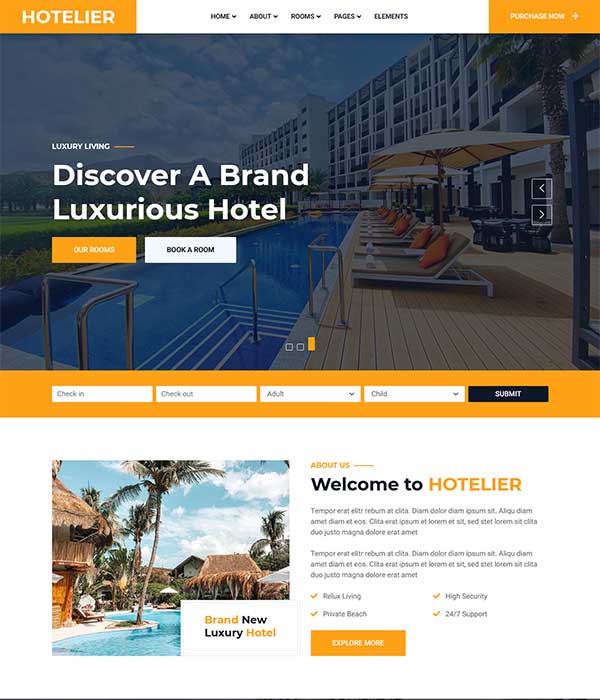 HOTELIER
HOME ABOUT ROOMS PAGES ELEMENTS
PURCHASE NOW
LUXURY LIVING
Discover A Brand
Luxurious Hotel
OUR ROOMS
BOOK A ROOM
Check in
Check out
Adult
Child
SUBMIT
Brand New
Luxury Hotel
ABOUT US
Welcome to HOTELIER
Tempor erat elitr rebum at clita. Diam dolor diam ipsum sit. Aliqu diam
amet diam et eos. Clita erat ipsum et lorem et sit, sed stet lorem sit clita
duo justo magna dolore erat amet
Tempor erat elitr rebum at clita. Diam dolor diam ipsum sit. Aliqu diam
amet diam et eos. Clita erat ipsum et lorem et sit, sed stet lorem sit clita
duo justo magna dolore erat amet
Relux Living
High Security
Private Beach
24/7 Support
EXPLORE MORE